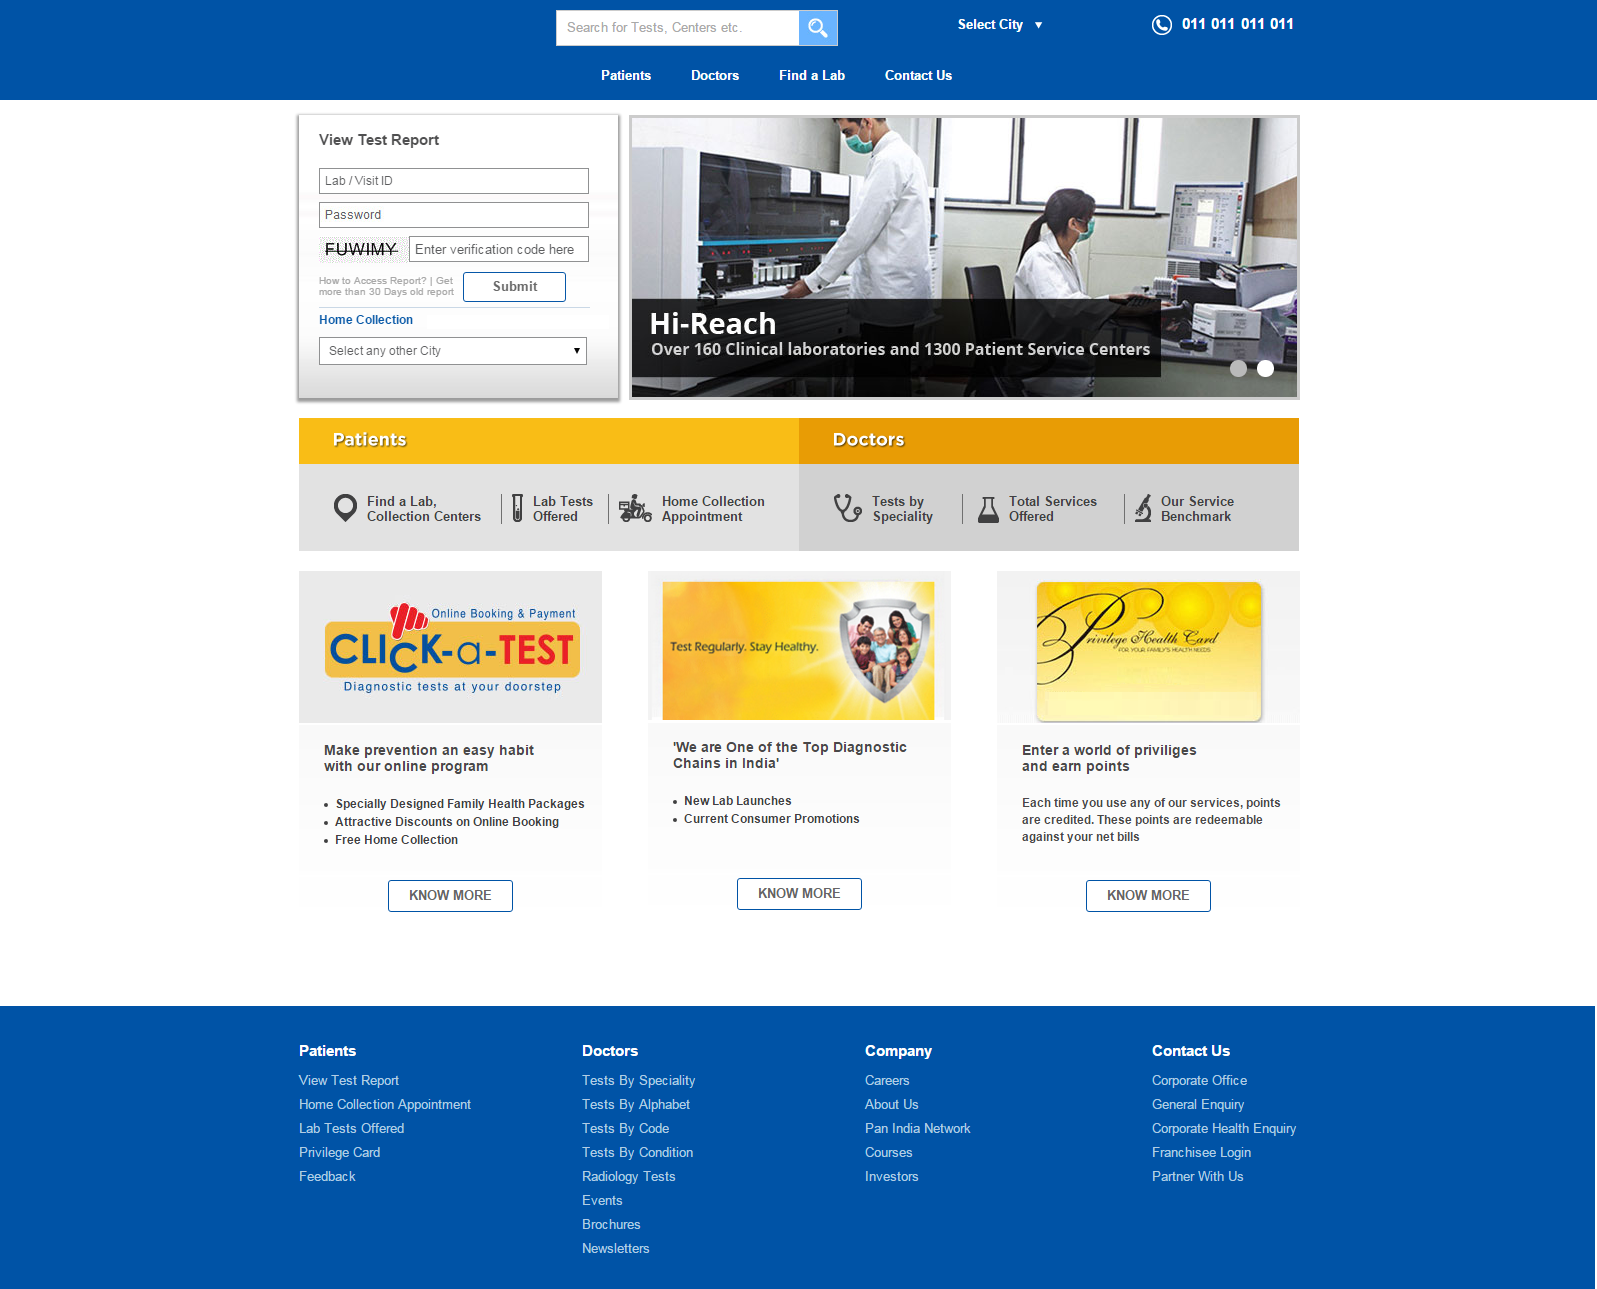 Search for Tests, Centers etc.
Select City
011 011 011 011
Patients
Doctors
Find a Lab
Contact Us
View Test Report
Lab / Visit ID
Password
FUWIMY
Enter verification code here
How to Access Report? | Get
more than 30 Days old report
Submit
Home Collection
Select any other City
Hi-Reach
Over 160 Clinical laboratories and 1300 Patient Service Centers
Patients
Find a Lab,
Collection Centers
Lab Tests
Offered
Home Collection
Appointment
Doctors
Tests by
Speciality
Total Services
Offered
Our Service
Benchmark
Online Booking & Payment
CLICK-a-TEST
Diagnostic tests at your doorstep
Make prevention an easy habit
with our online program
• Specially Designed Family Health Packages
• Attractive Discounts on Online Booking
• Free Home Collection
KNOW MORE
Test Regularly. Stay Healthy.
'We are One of the Top Diagnostic
Chains in India'
• New Lab Launches
• Current Consumer Promotions
KNOW MORE
Privilege Health Card
FOR YOUR FAMILY'S HEALTH NEEDS
Enter a world of priviliges
and earn points
Each time you use any of our services, points
are credited. These points are redeemable
against your net bills
KNOW MORE
Patients
View Test Report
Home Collection Appointment
Lab Tests Offered
Privilege Card
Feedback
Doctors
Tests By Speciality
Tests By Alphabet
Tests By Code
Tests By Condition
Radiology Tests
Events
Brochures
Newsletters
Company
Careers
About Us
Pan India Network
Courses
Investors
Contact Us
Corporate Office
General Enquiry
Corporate Health Enquiry
Franchisee Login
Partner With Us